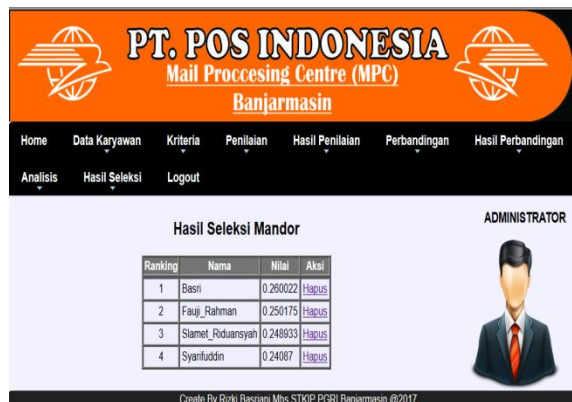 PT. POS INDONESIA
Mail Proccesing Centre (MPC)
Banjarmasin
Home Data Karyawan Kriteria Penilaian Hasil Penilaian Perbandingan Hasil Perbandingan
Analisis Hasil Seleksi Logout
ADMINISTRATOR
Hasil Seleksi Mandor
Ranking Nama Nilai Aksi
1 Basri 0.260022 Hapus
2 Fauji_Rahman 0.250175 Hapus
3 Slamet_Riduansyah 0.248933 Hapus
4 Syarifuddin 0.24087 Hapus
Create By Rizki Basriani Mhs STKIP PGRI Banjarmasin @2017